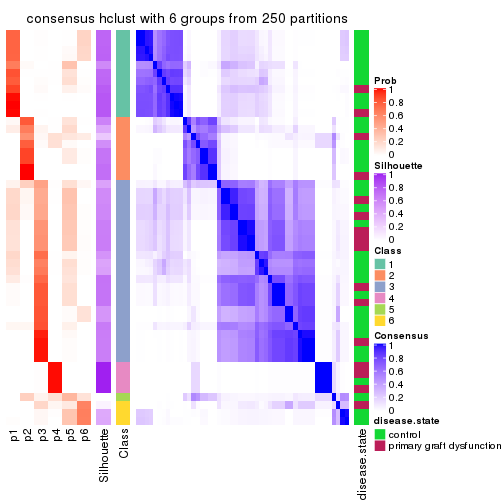 consensus hclust with 6 groups from 250 partitions
Prob
1
0.8
0.6
0.4
0.2
0
Silhouette
1
0.8
0.6
0.4
0.2
0
Class
1
2
3
4
5
6
Consensus
1
0.8
0.6
0.4
0.2
0
disease.state
control
primary graft dysfunction
p1
p2
p3
p4
p5
p6
Silhouette
Class
disease.state